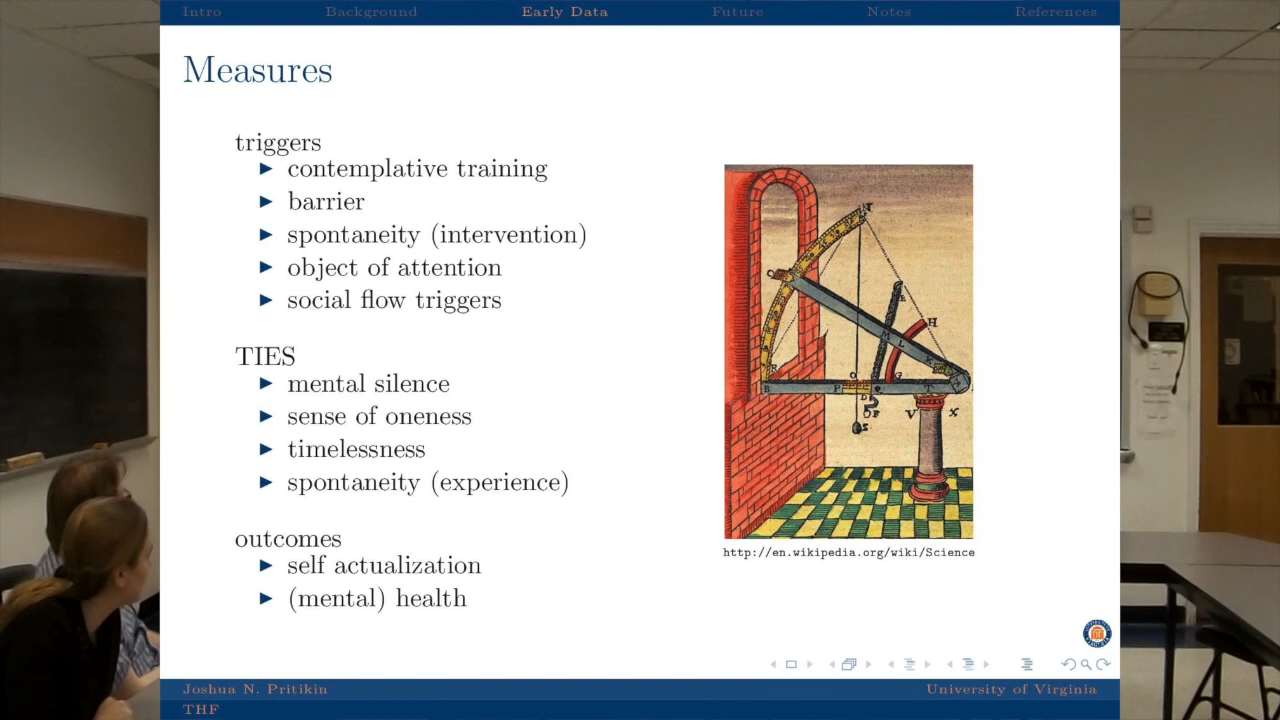 Intro Background Early Data Future Notes References
Measures
triggers
contemplative training
barrier
spontaneity (intervention)
object of attention
social flow triggers
TIES
mental silence
sense of oneness
timelessness
spontaneity (experience)
outcomes
self actualization
(mental) health
http://en.wikipedia.org/wiki/Science
Joshua N. Pritikin University of Virginia
THF